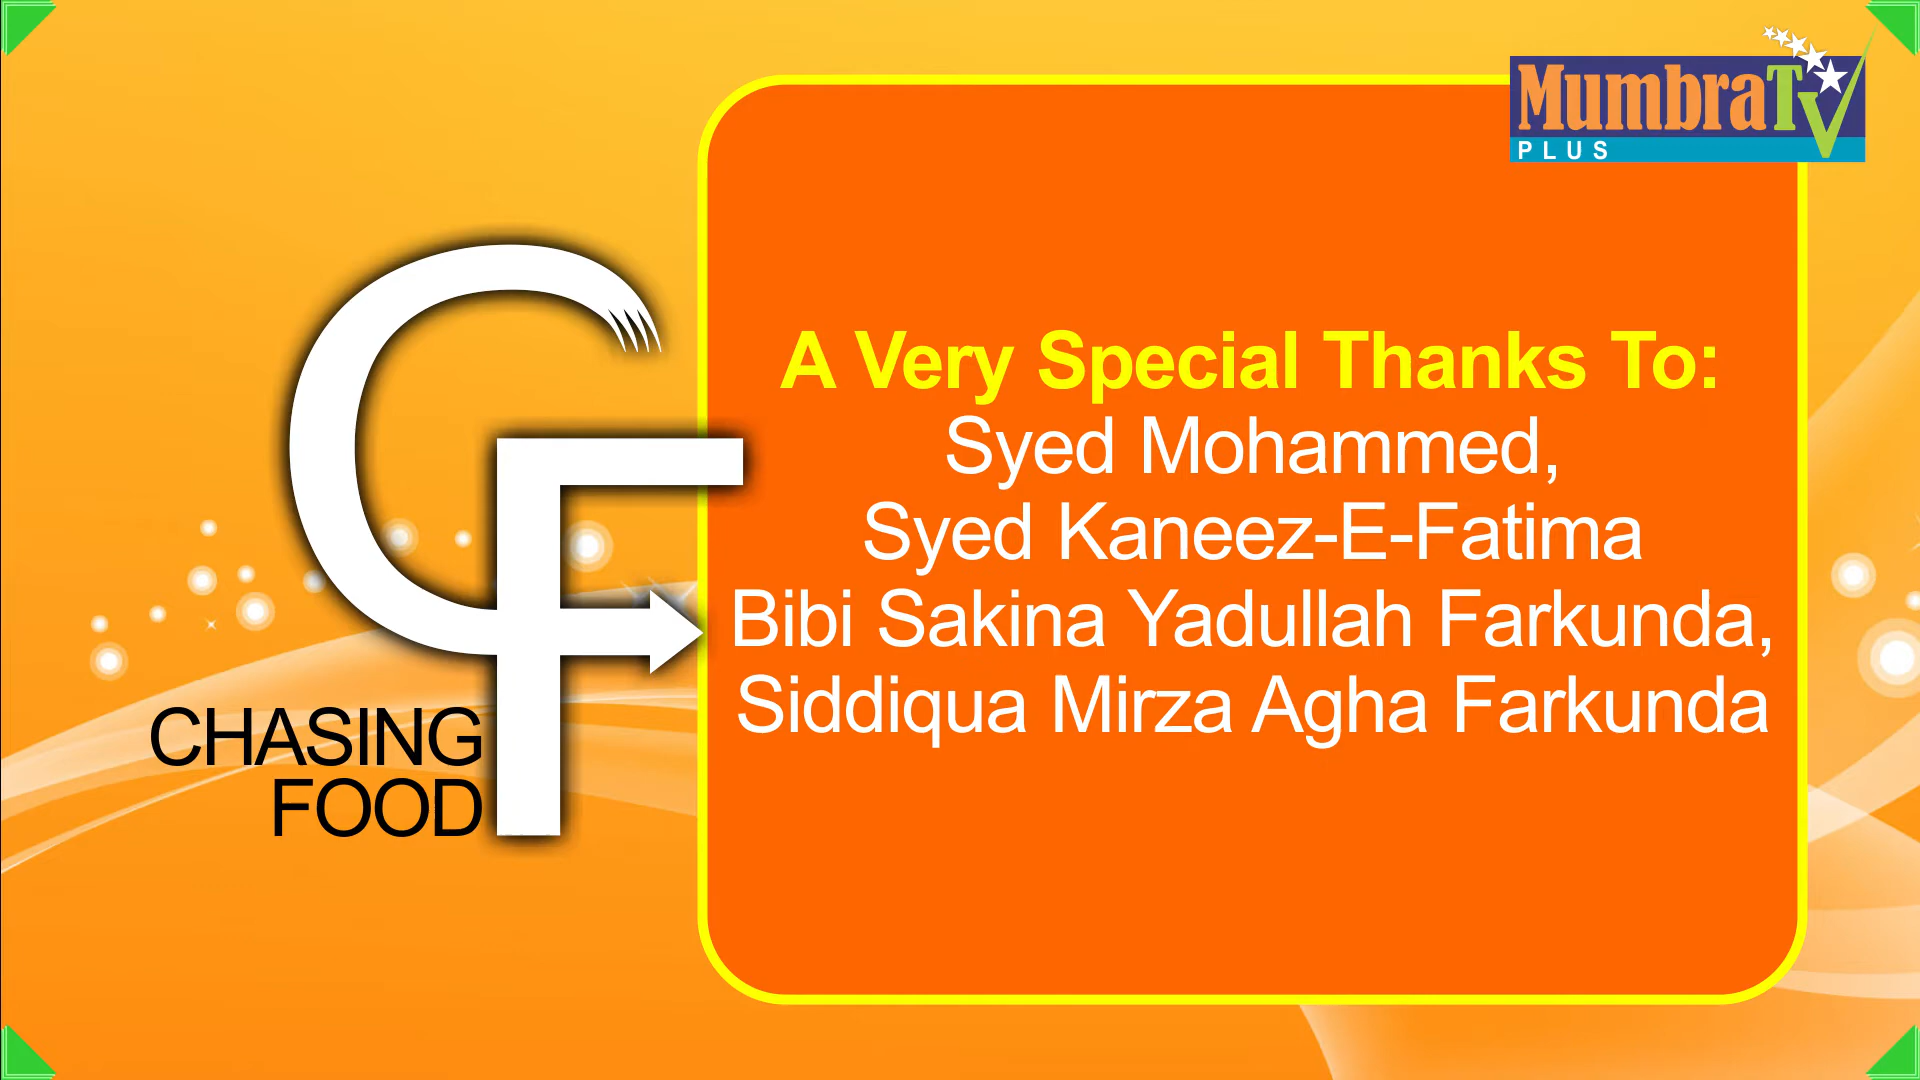 MumbraTV
PLUS
CF
CHASING
FOOD
A Very Special Thanks To:
Syed Mohammed,
Syed Kaneez-E-Fatima
Bibi Sakina Yadullah Farkunda,
Siddiqua Mirza Agha Farkunda